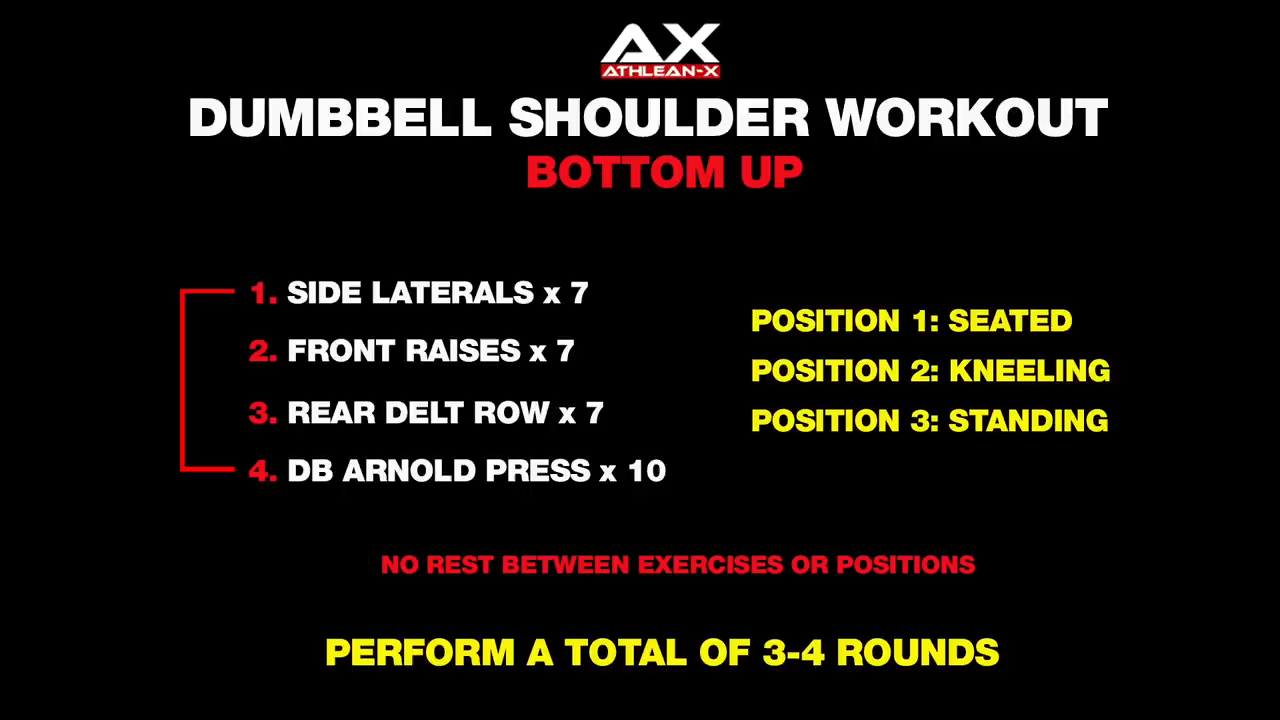 AX
ATHLEAN-X
DUMBBELL SHOULDER WORKOUT
BOTTOM UP
1. SIDE LATERALS x 7
2. FRONT RAISES x 7
3. REAR DELT ROW x 7
4. DB ARNOLD PRESS x 10
POSITION 1: SEATED
POSITION 2: KNEELING
POSITION 3: STANDING
NO REST BETWEEN EXERCISES OR POSITIONS
PERFORM A TOTAL OF 3-4 ROUNDS